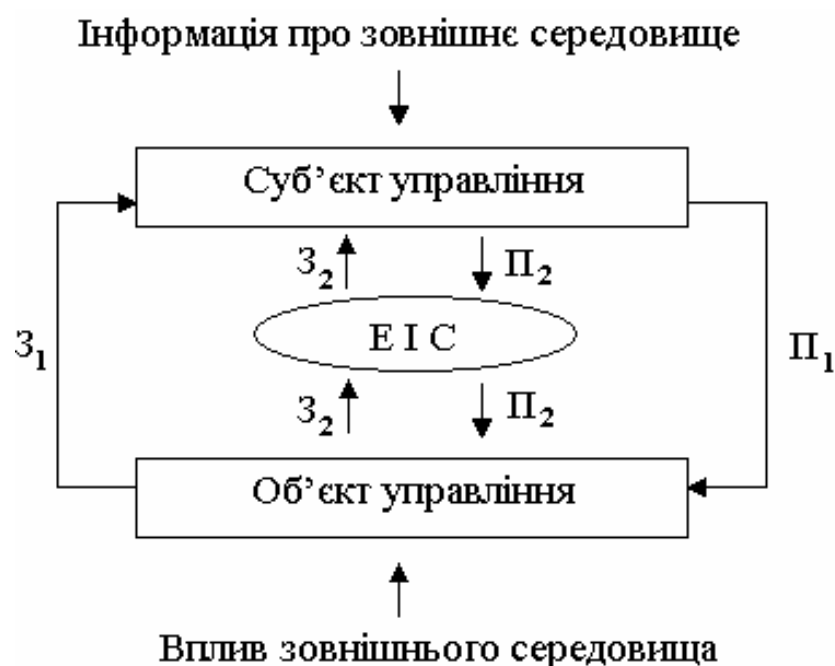 Інформація про зовнішнє середовище
Суб’єкт управління
З₂ П₂
Е І С
З₁ П₁
З₂ П₂
Об’єкт управління
Вплив зовнішнього середовища